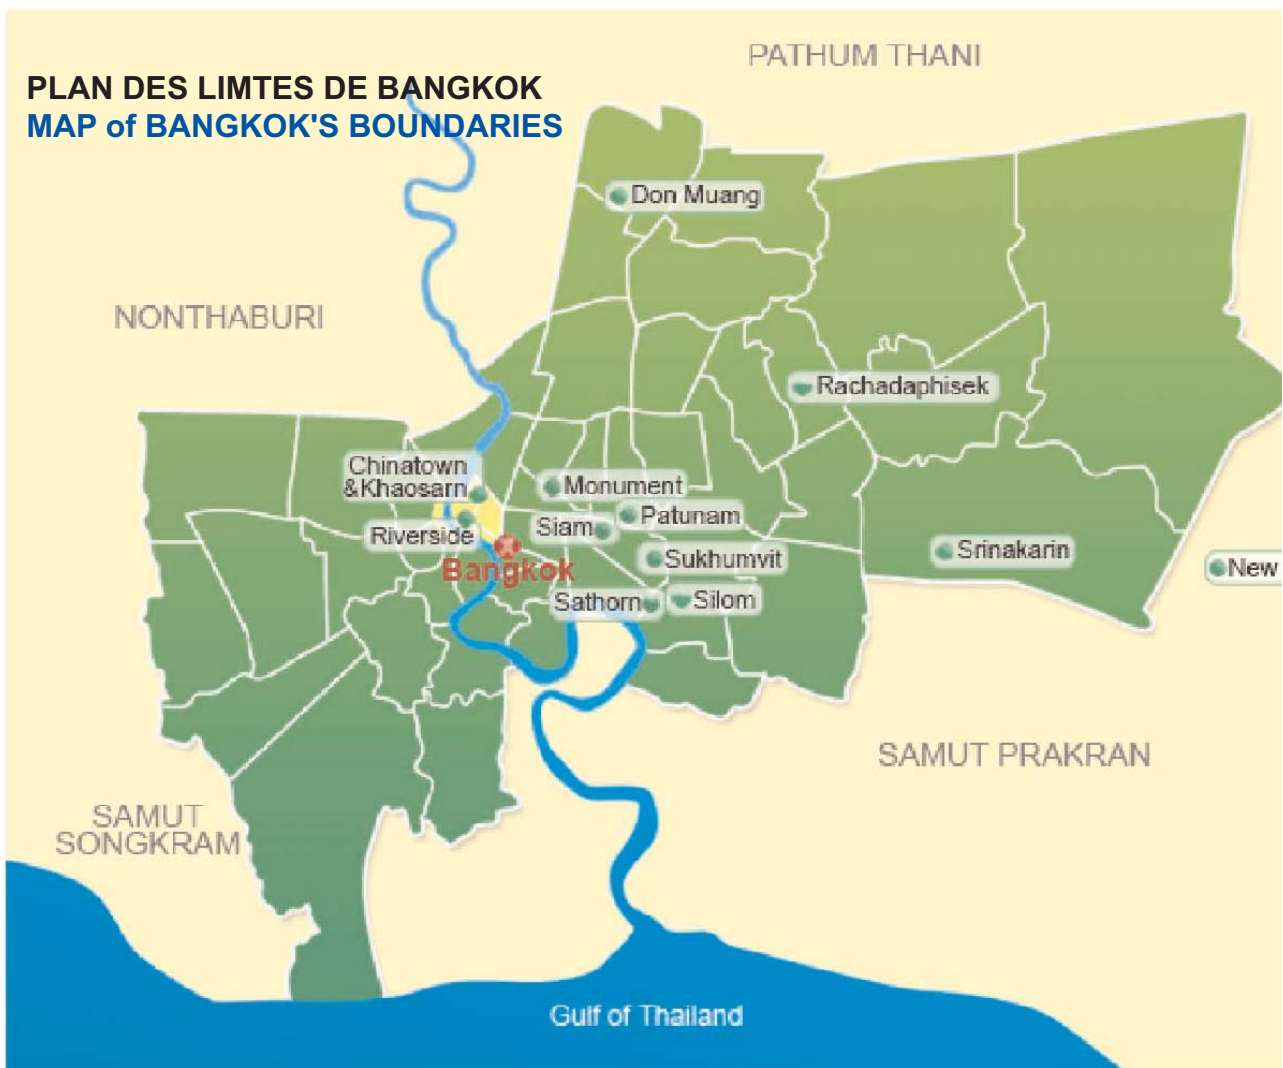 PATHUM THANI
PLAN DES LIMTES DE BANGKOK
MAP of BANGKOK'S BOUNDARIES
Don Muang
NONTHABURI
Rachadaphisek
Chinatown
&Khaosarn
Monument
Riverside
Siam
Patunam
Bangkok
Sukhumvit
Srinakarin
New
Sathorn
Silom
SAMUT PRAKRAN
SAMUT
SONGKRAM
Gulf of Thailand